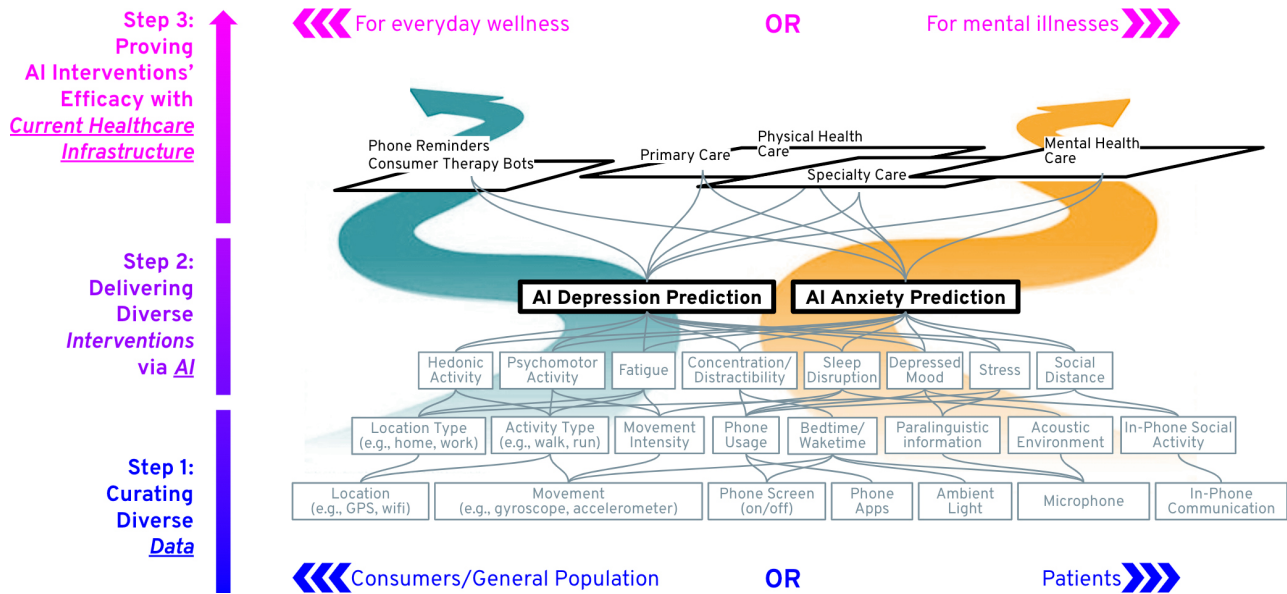 Step 3:
Proving
AI Interventions’
Efficacy with
Current Healthcare
Infrastructure
For everyday wellness
OR
For mental illnesses
Phone Reminders
Consumer Therapy Bots
Primary Care
Physical Health
Care
Specialty Care
Mental Health
Care
Step 2:
Delivering
Diverse
Interventions
via AI
AI Depression Prediction
AI Anxiety Prediction
Hedonic
Activity
Psychomotor
Activity
Fatigue
Concentration/
Distractibility
Sleep
Disruption
Depressed
Mood
Stress
Social
Distance
Step 1:
Curating
Diverse
Data
Location Type
(e.g., home, work)
Activity Type
(e.g., walk, run)
Movement
Intensity
Phone
Usage
Bedtime/
Waketime
Paralinguistic
information
Acoustic
Environment
In-Phone Social
Activity
Location
(e.g., GPS, wifi)
Movement
(e.g., gyroscope, accelerometer)
Phone Screen
(on/off)
Phone
Apps
Ambient
Light
Microphone
In-Phone
Communication
Consumers/General Population
OR
Patients